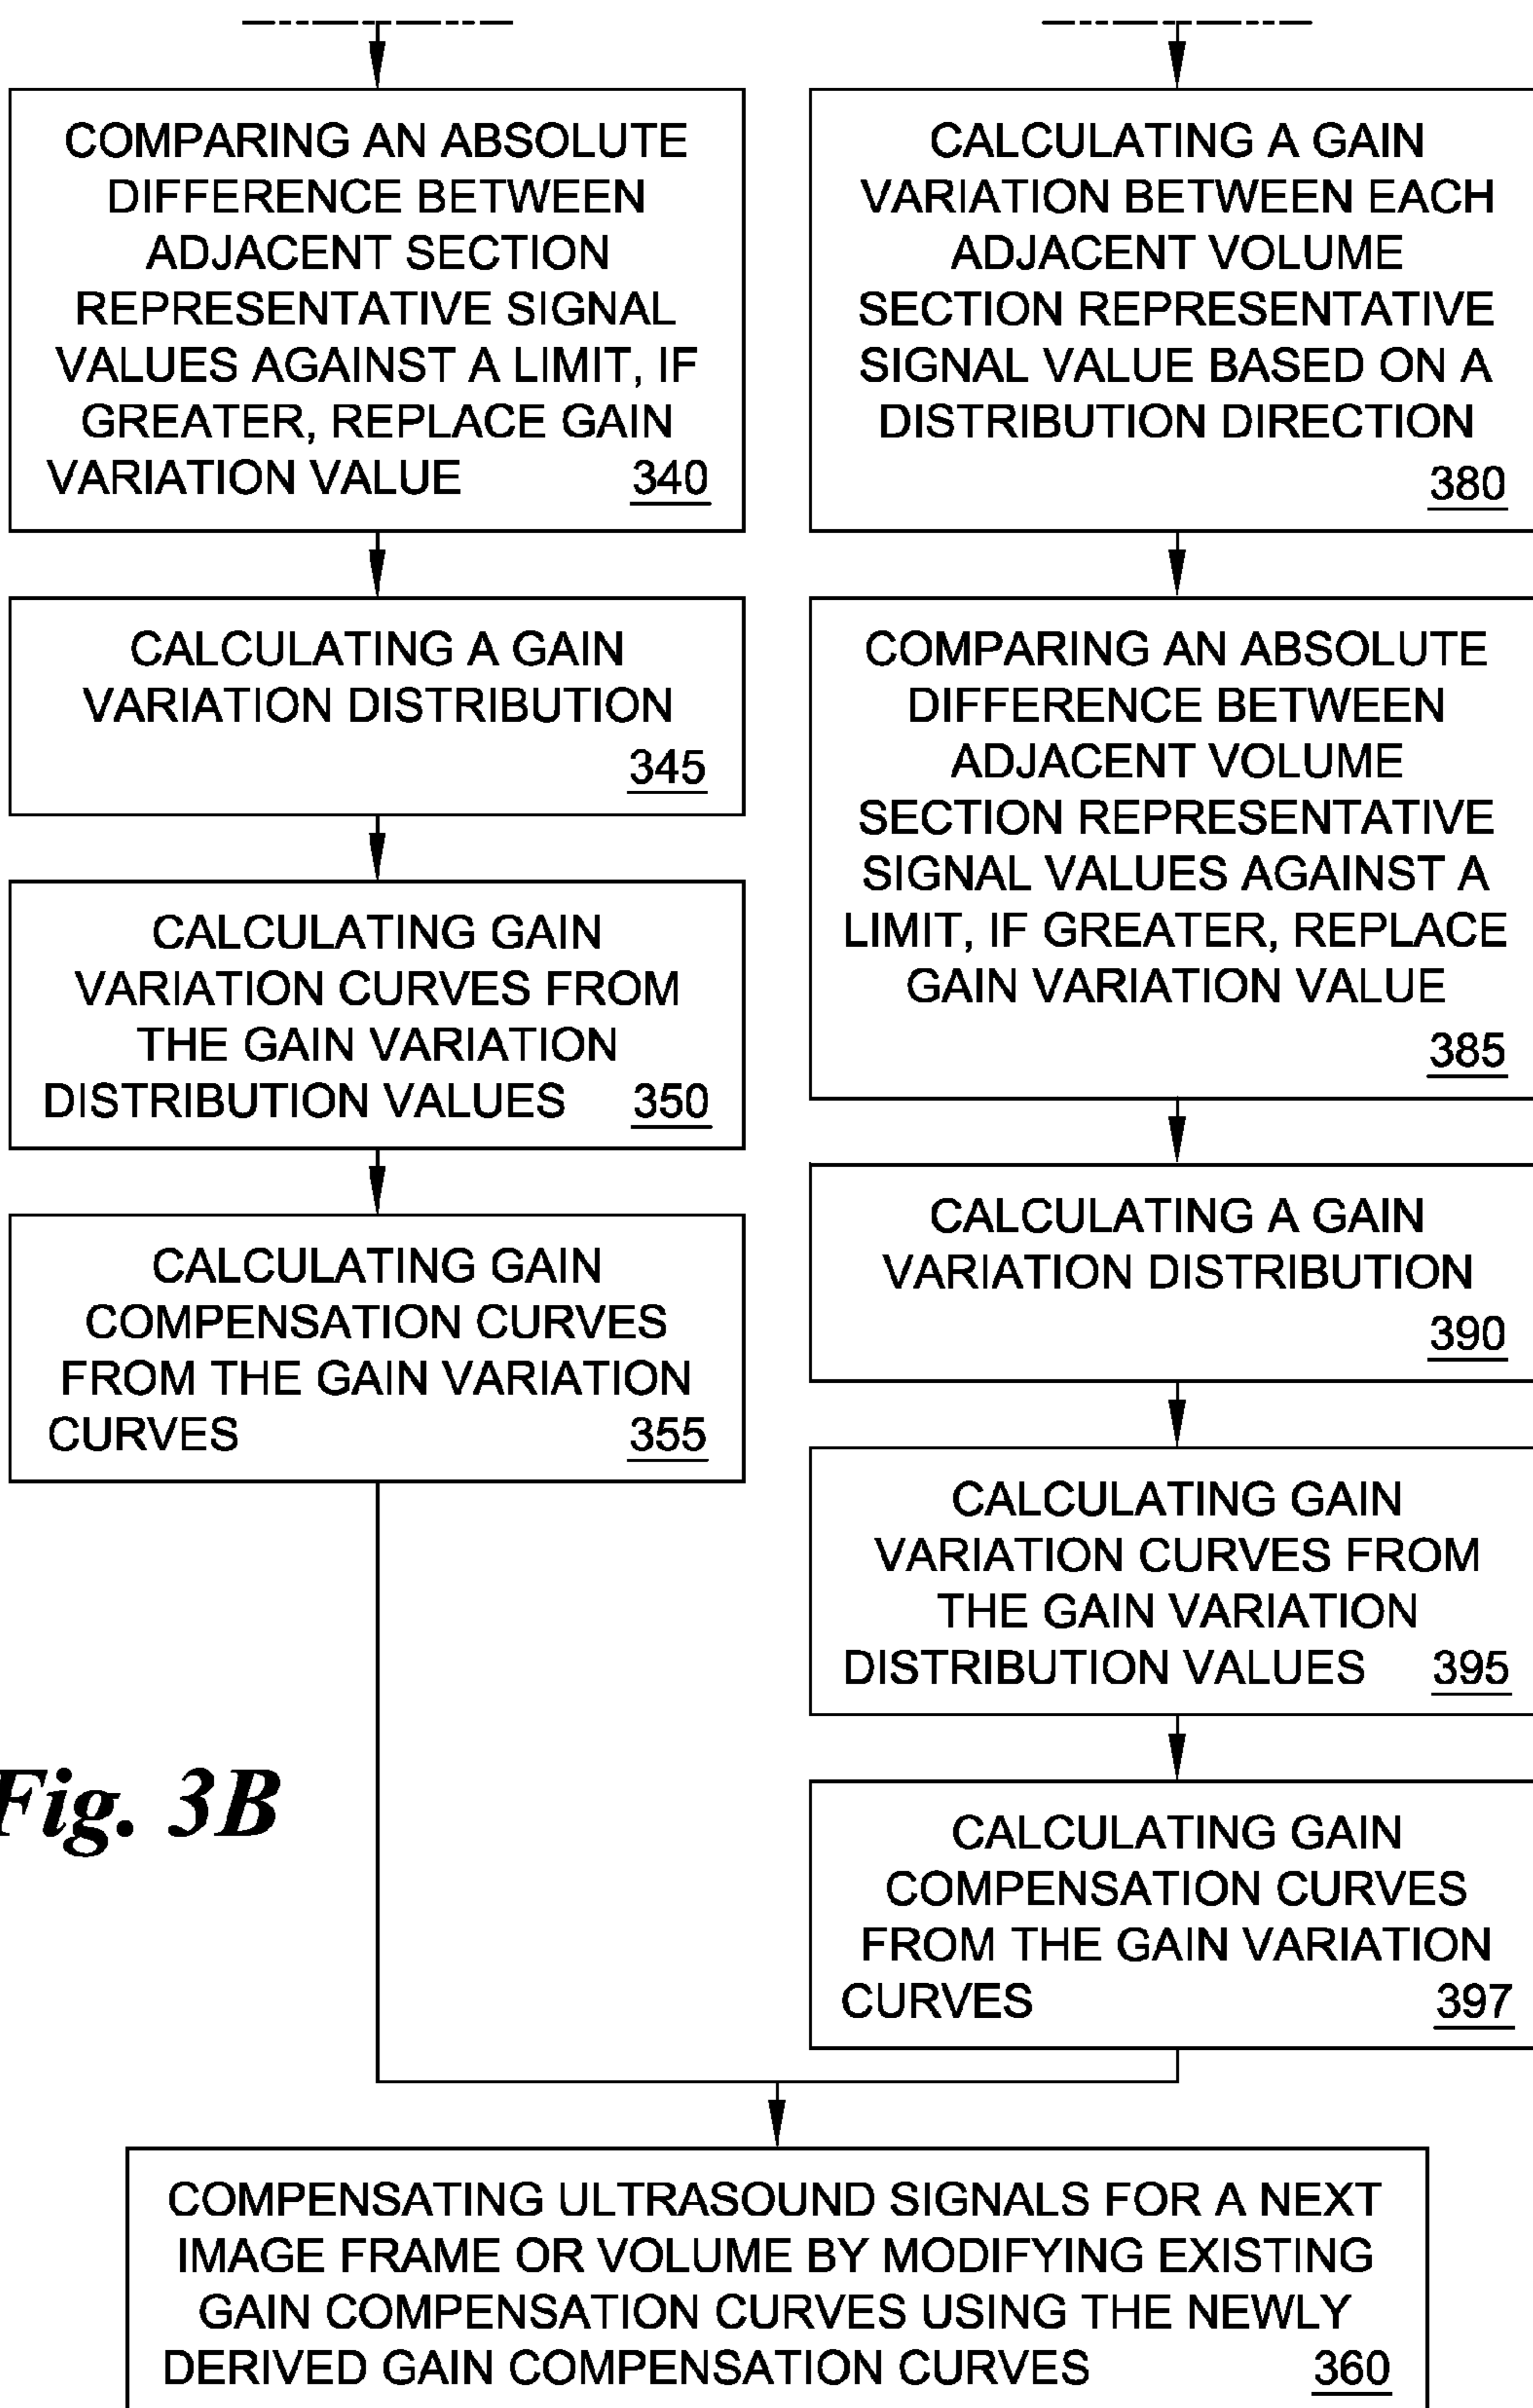 COMPARING AN ABSOLUTE
DIFFERENCE BETWEEN
ADJACENT SECTION
REPRESENTATIVE SIGNAL
VALUES AGAINST A LIMIT, IF
GREATER, REPLACE GAIN
VARIATION VALUE 340
CALCULATING A GAIN
VARIATION DISTRIBUTION
345
CALCULATING GAIN
VARIATION CURVES FROM
THE GAIN VARIATION
DISTRIBUTION VALUES 350
CALCULATING GAIN
COMPENSATION CURVES
FROM THE GAIN VARIATION
CURVES 355
CALCULATING A GAIN
VARIATION BETWEEN EACH
ADJACENT VOLUME
SECTION REPRESENTATIVE
SIGNAL VALUE BASED ON A
DISTRIBUTION DIRECTION
380
COMPARING AN ABSOLUTE
DIFFERENCE BETWEEN
ADJACENT VOLUME
SECTION REPRESENTATIVE
SIGNAL VALUES AGAINST A
LIMIT, IF GREATER, REPLACE
GAIN VARIATION VALUE
385
CALCULATING A GAIN
VARIATION DISTRIBUTION
390
CALCULATING GAIN
VARIATION CURVES FROM
THE GAIN VARIATION
DISTRIBUTION VALUES 395
CALCULATING GAIN
COMPENSATION CURVES
FROM THE GAIN VARIATION
CURVES 397
Fig. 3B
COMPENSATING ULTRASOUND SIGNALS FOR A NEXT
IMAGE FRAME OR VOLUME BY MODIFYING EXISTING
GAIN COMPENSATION CURVES USING THE NEWLY
DERIVED GAIN COMPENSATION CURVES 360